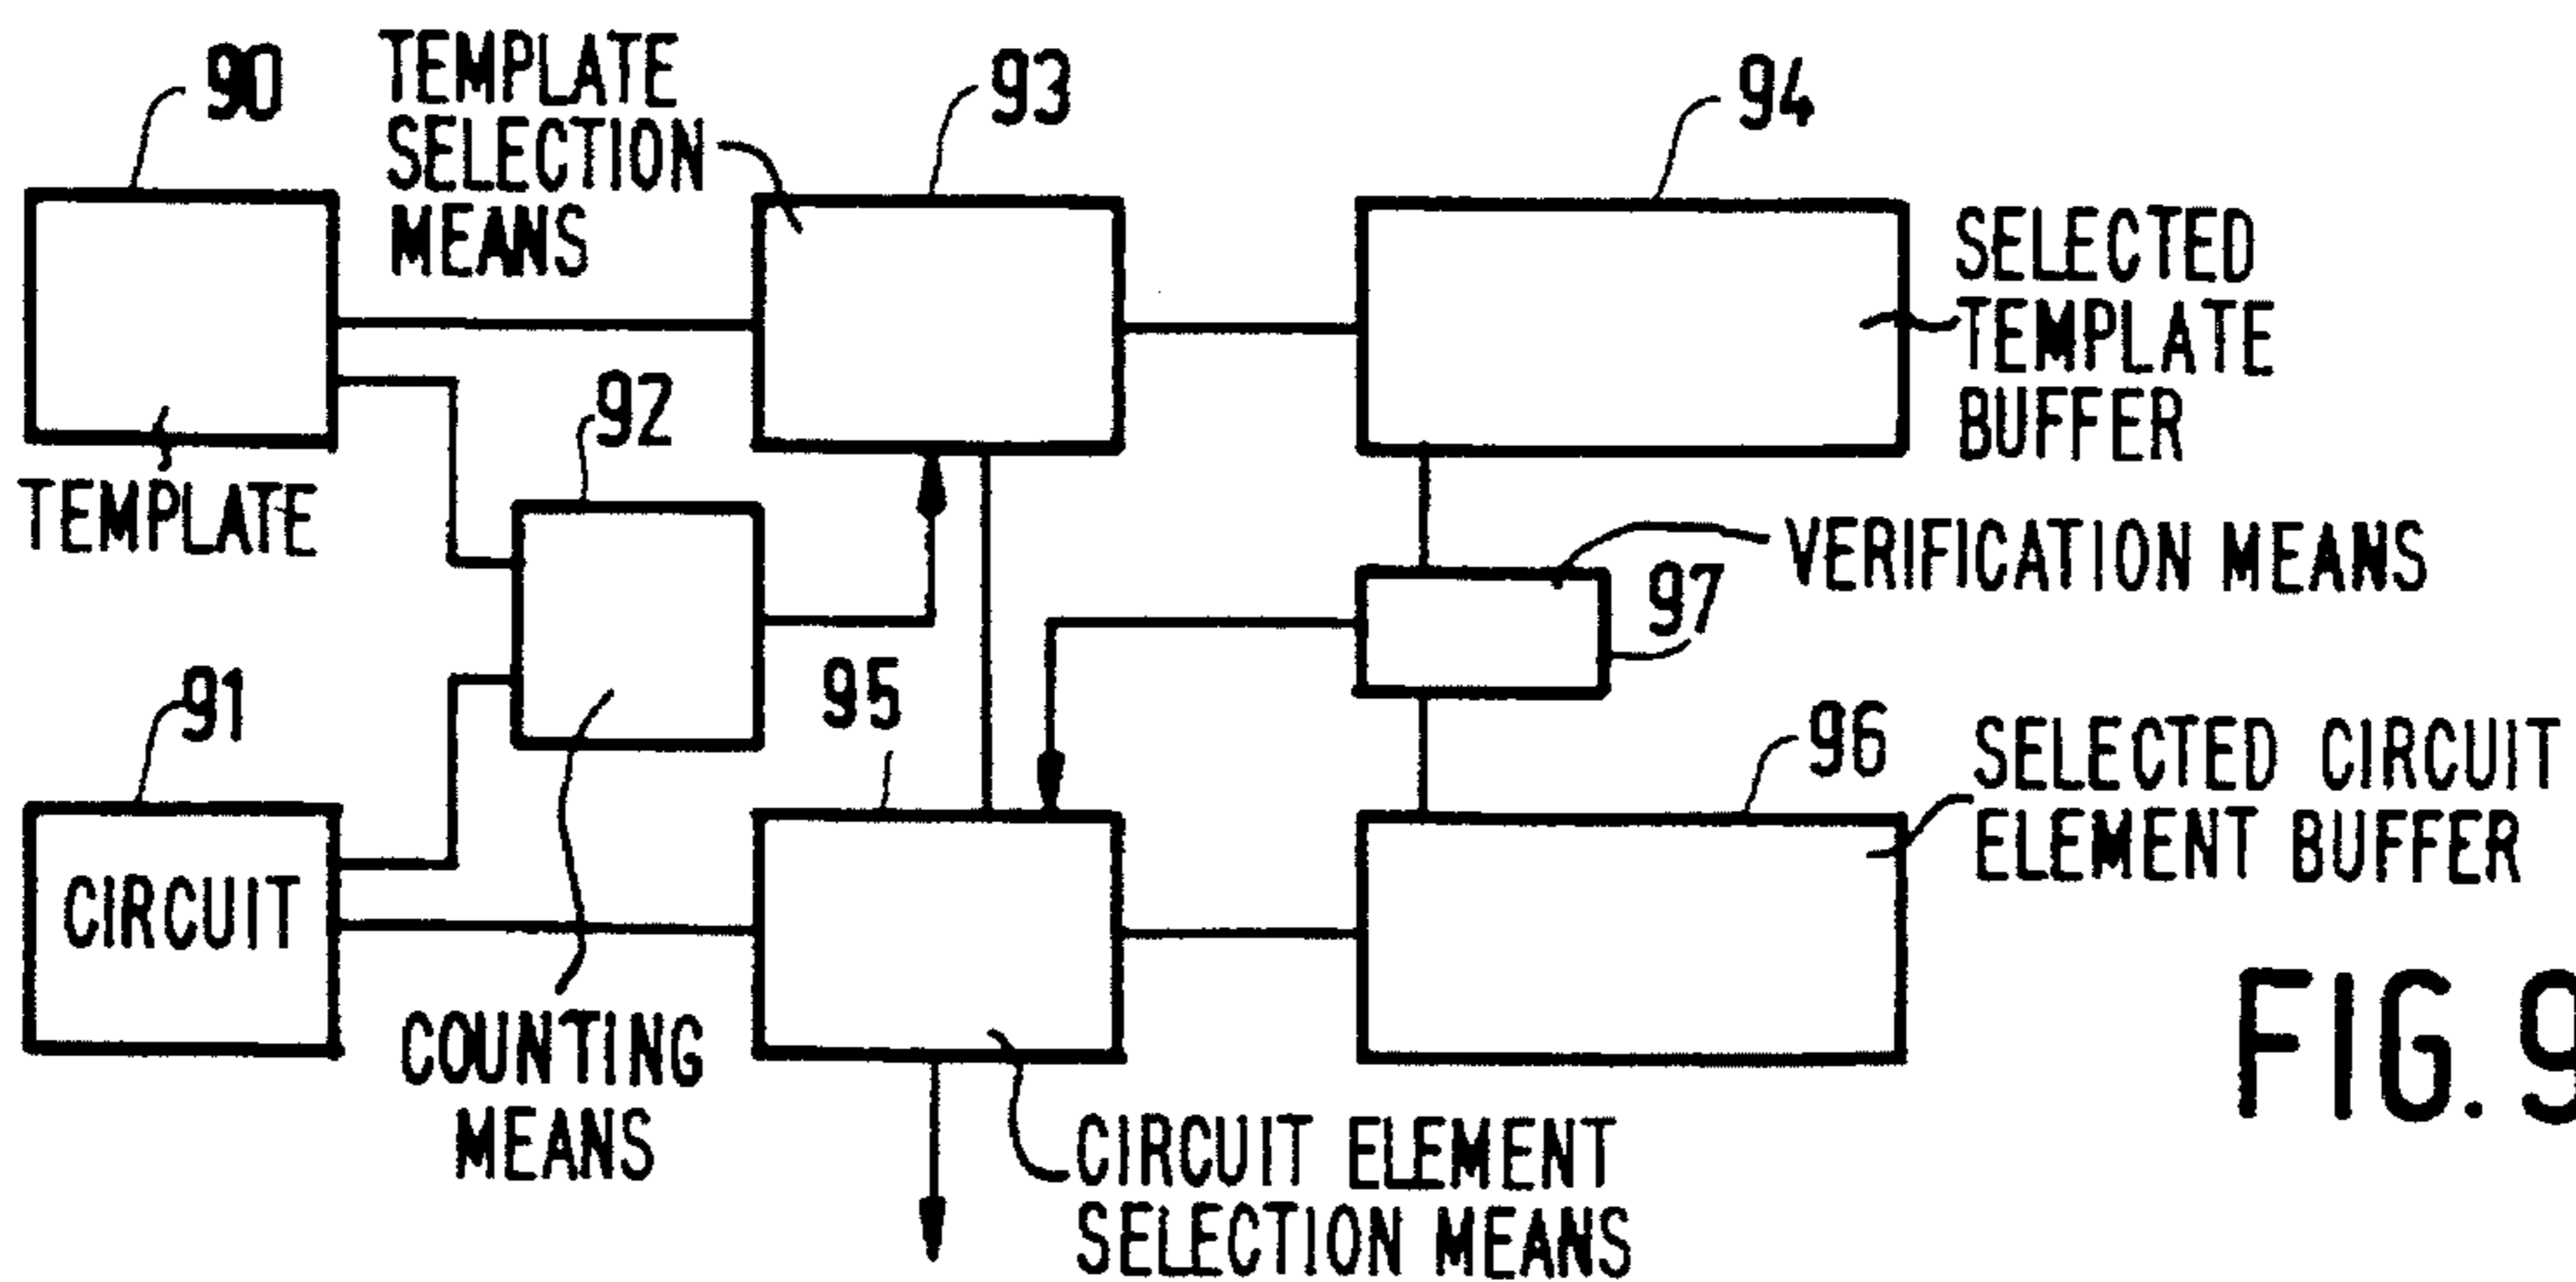 90
TEMPLATE
SELECTION
MEANS
93
94
SELECTED
TEMPLATE
BUFFER
TEMPLATE
92
VERIFICATION MEANS
97
91
95
96
SELECTED CIRCUIT
ELEMENT BUFFER
CIRCUIT
COUNTING
MEANS
CIRCUIT ELEMENT
SELECTION MEANS
FIG. 9